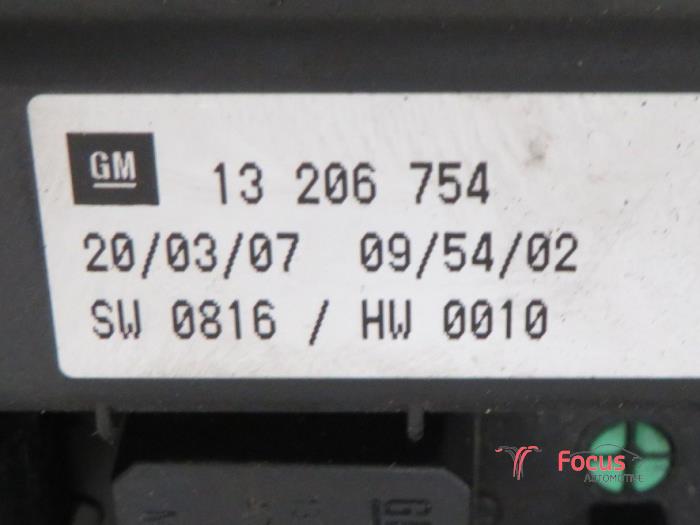 GM 13 206 754
20/03/07 09/54/02
SW 0816 / HW 0010
Focus
AUTOMOTIVE